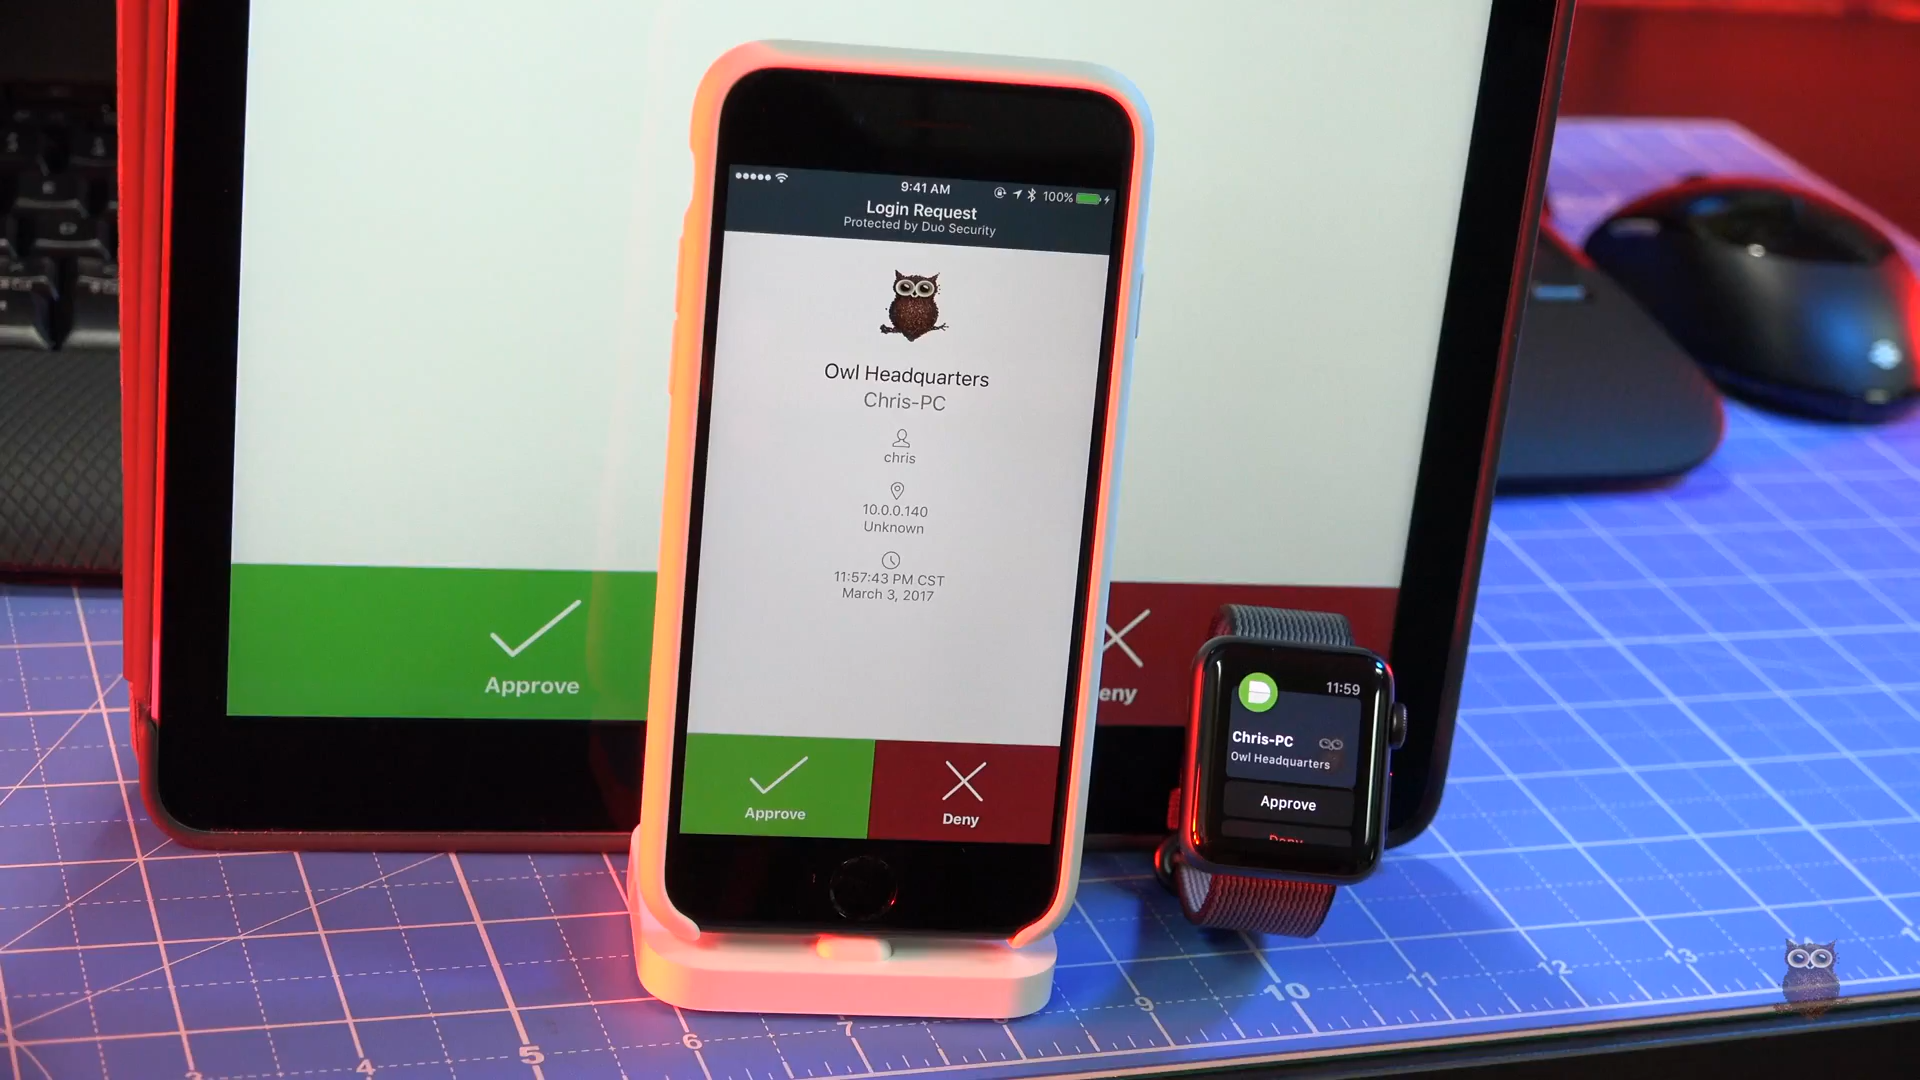 9:41 AM
100%
Login Request
Protected by Duo Security
Owl Headquarters
Chris-PC
chris
10.0.0.140
Unknown
11:57:43 PM CST
March 3, 2017
Approve
Deny
Approve
eny
11:59
Chris-PC
Owl Headquarters
Approve
Deny
4
5
6
7
9
10
11
12
13